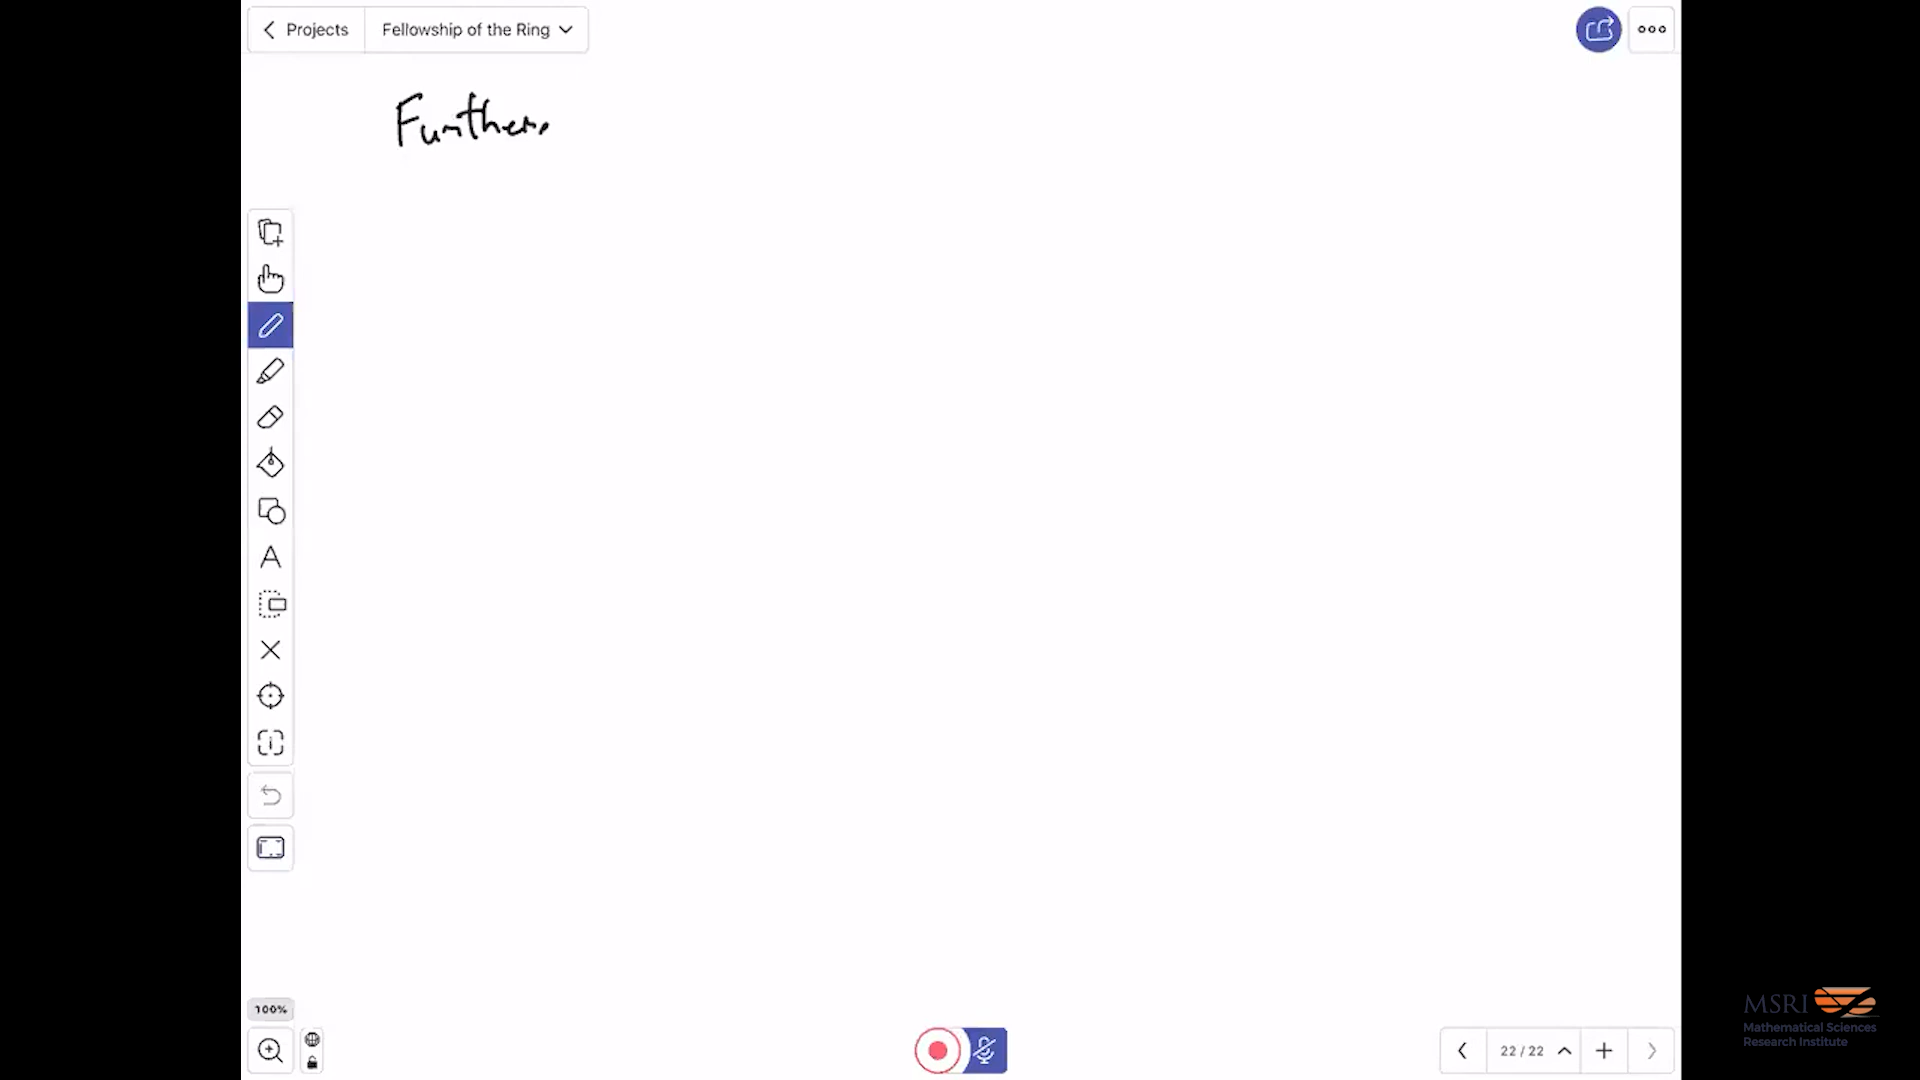 Projects
Fellowship of the Ring
Further
100%
22 / 22
MSRI
Mathematical Sciences
Research Institute